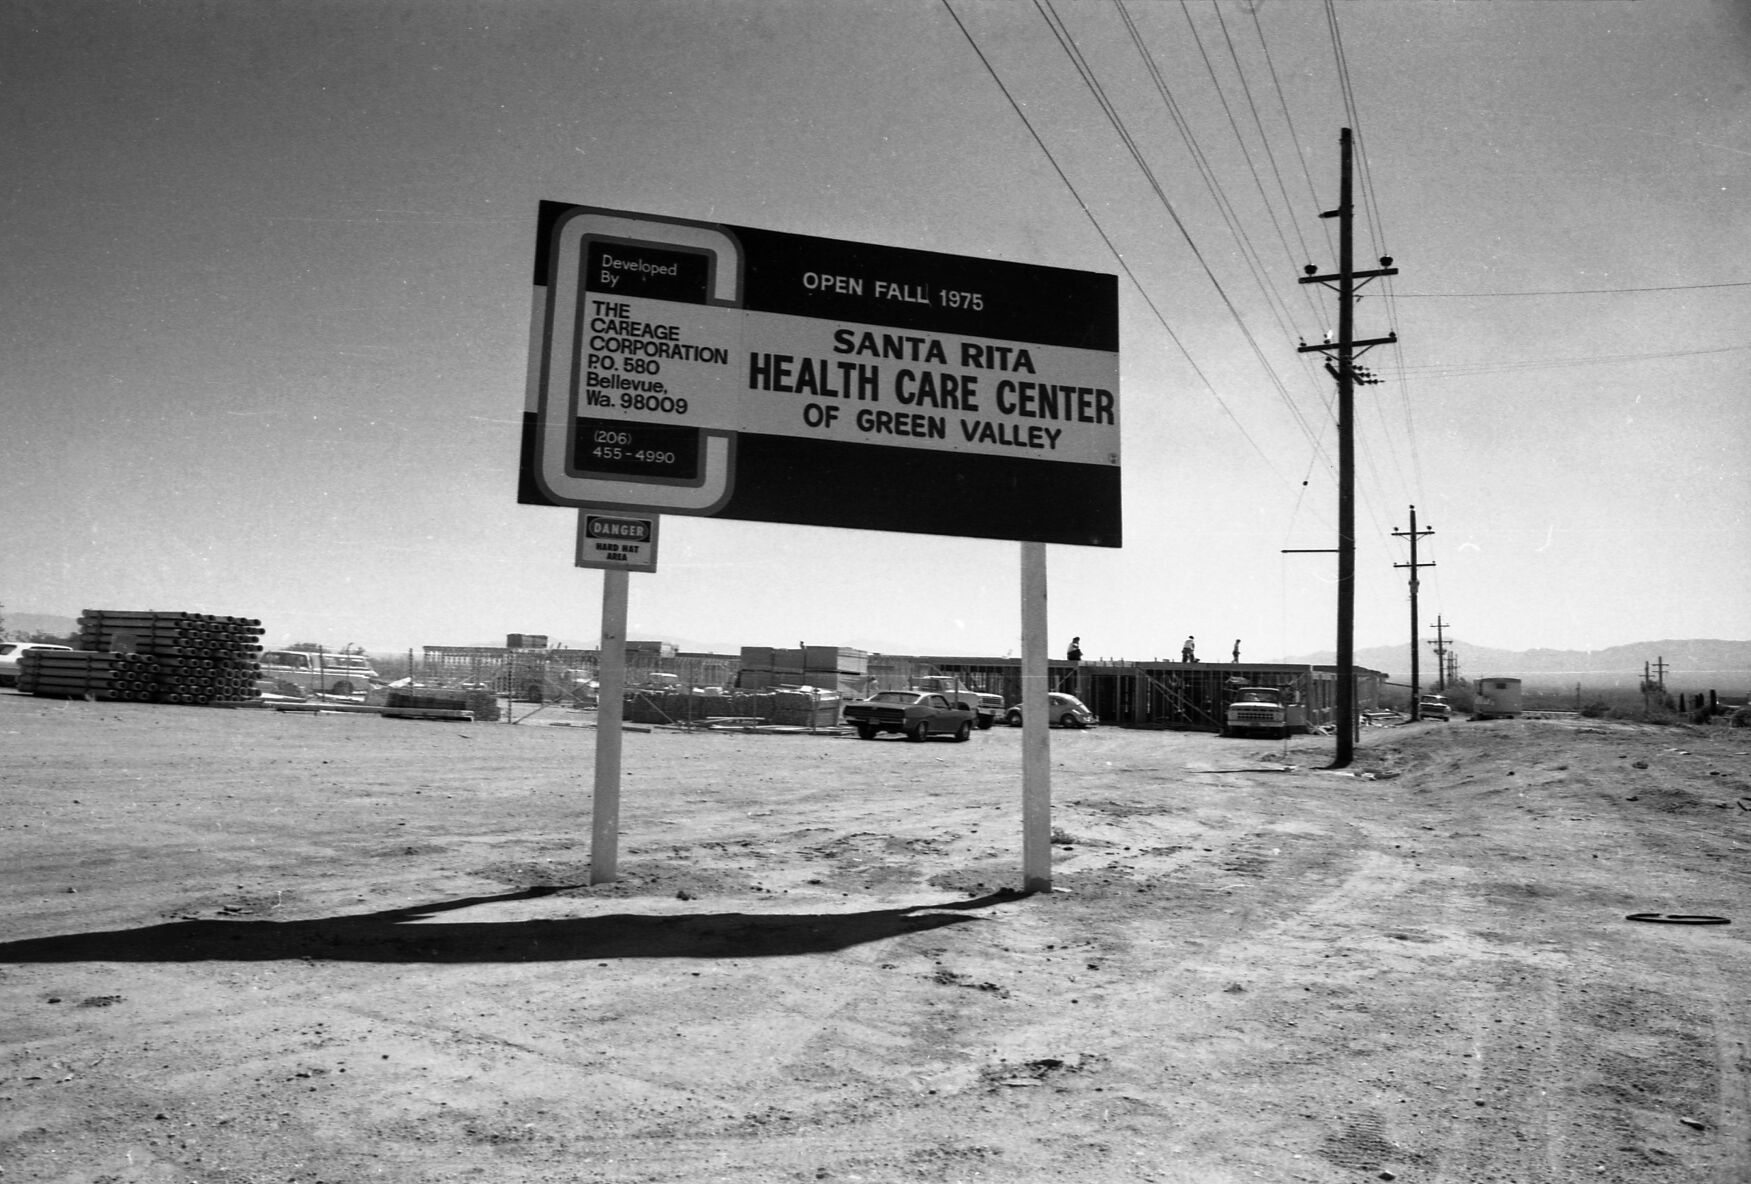 Developed
By
THE
CAREAGE
CORPORATION
P.O. 580
Bellevue,
Wa. 98009
(206)
455-4990
OPEN FALL 1975
SANTA RITA
HEALTH CARE CENTER
OF GREEN VALLEY
DANGER
HARD HAT
AREA